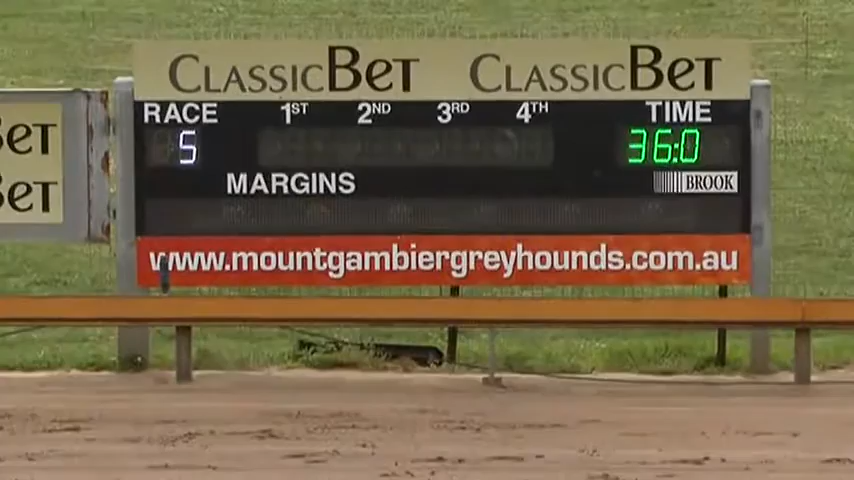 CLASSICBET CLASSICBET
RACE 1ST 2ND 3RD 4TH TIME
5 36:0
MARGINS BROOK
Bet
Bet
www.mountgambiergreyhounds.com.au